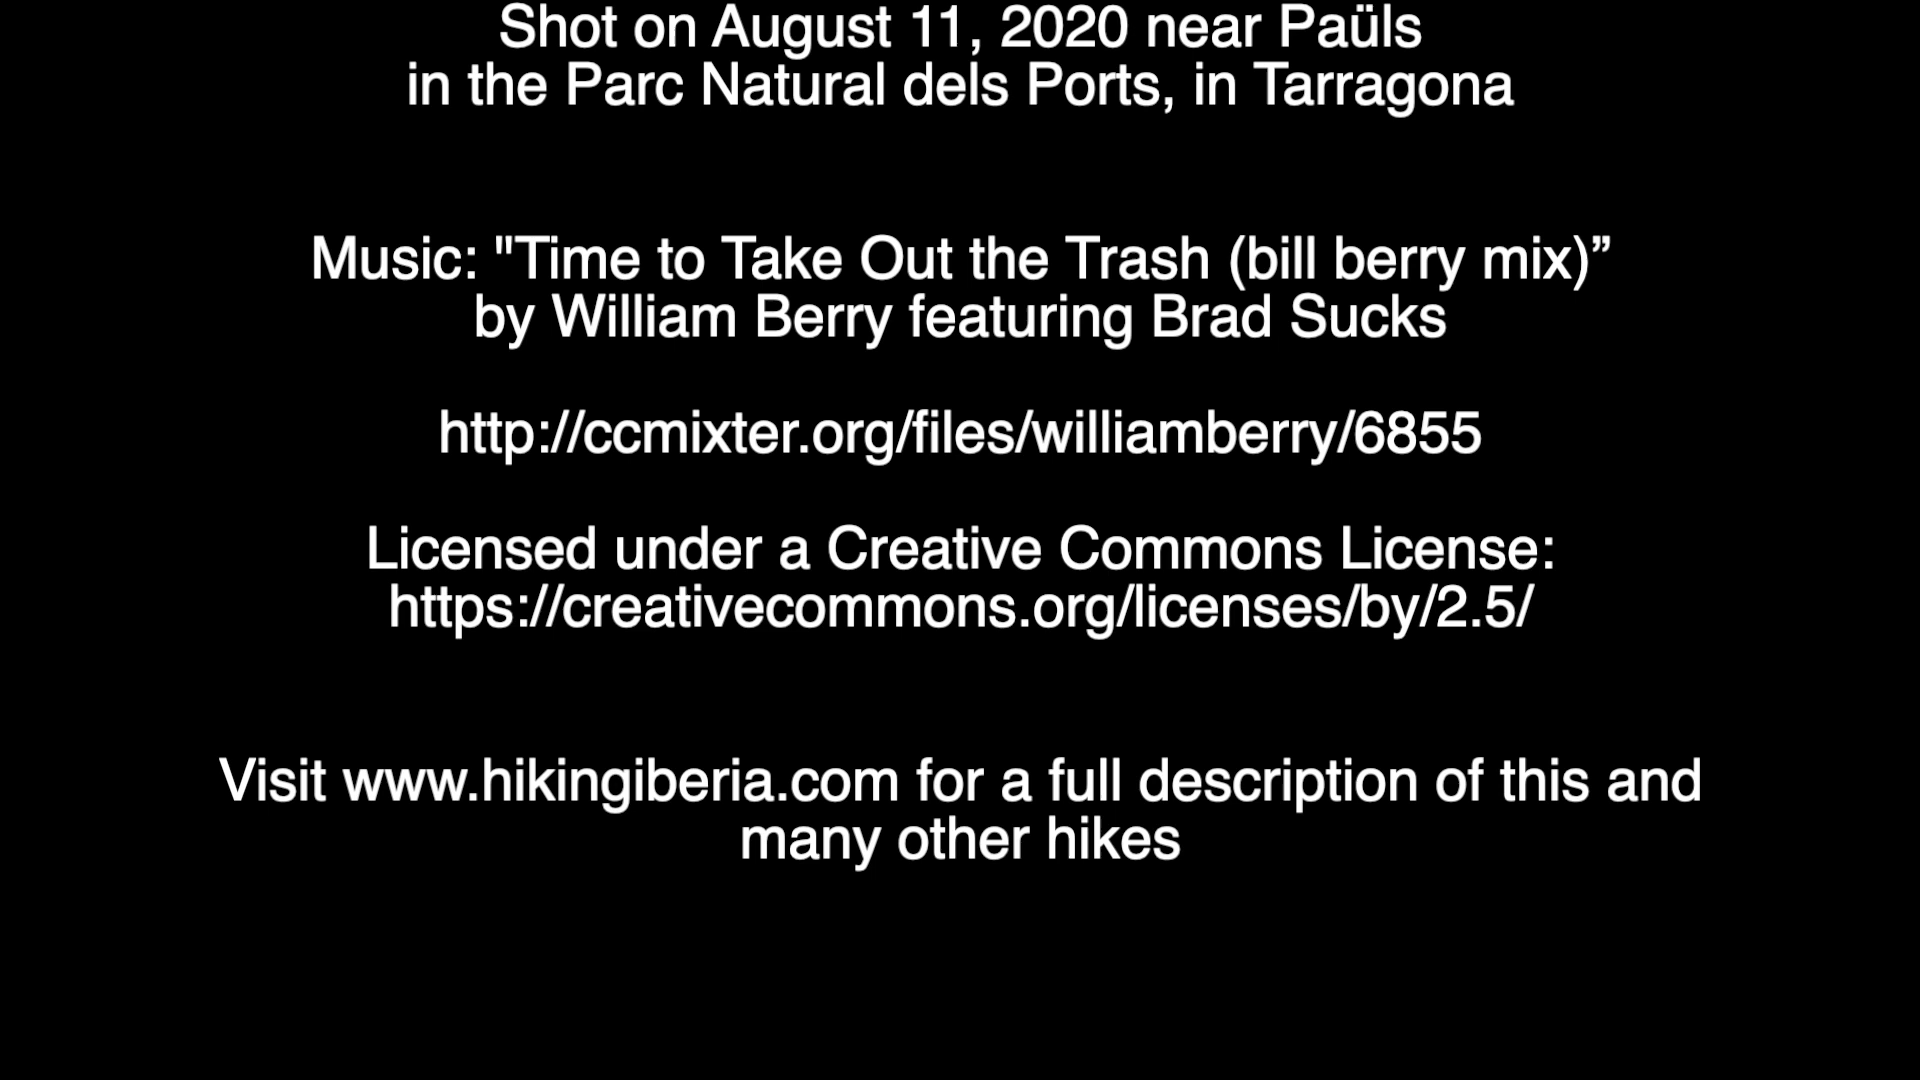 Shot on August 11, 2020 near Paüls
in the Parc Natural dels Ports, in Tarragona
Music: "Time to Take Out the Trash (bill berry mix)”
by William Berry featuring Brad Sucks
http://ccmixter.org/files/williamberry/6855
Licensed under a Creative Commons License:
https://creativecommons.org/licenses/by/2.5/
Visit www.hikingiberia.com for a full description of this and
many other hikes